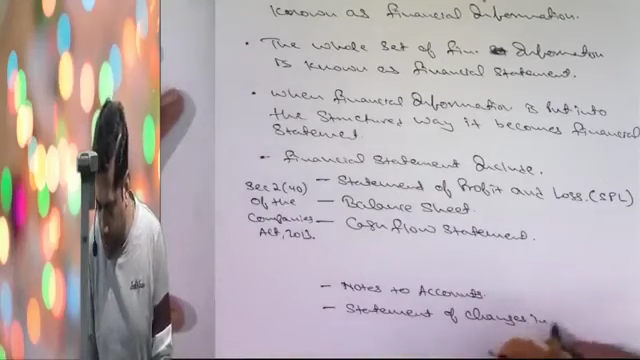 Known as financial Information.
• The whole set of fin. Information
is known as financial statement.
• When financial Information is Put into
the structured way it becomes financial
statement
- financial statement Include.
- Statement of Profit and Loss. (SPL)
- Balance Sheet.
- Cash flow statement.
Sec 2(40)
of the
Companies
Act, 2013.
- Notes to Accounts.
- Statement of changes in